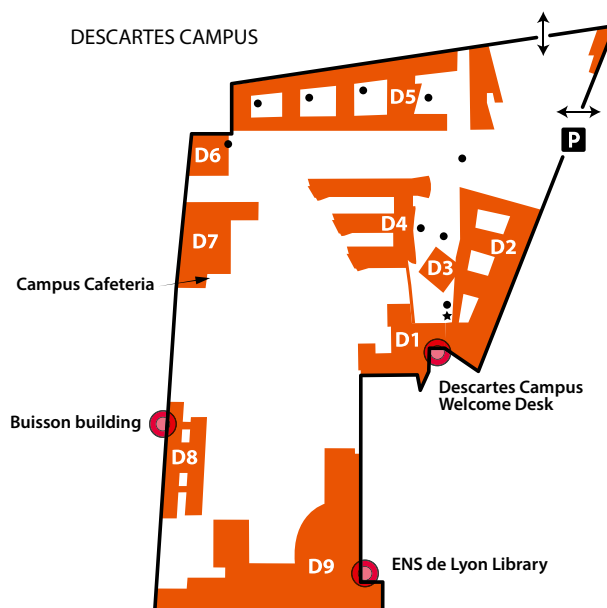 DESCARTES CAMPUS
D5
P
D6
D4
D7
D2
D3
Campus Cafeteria
D1
Descartes Campus
Welcome Desk
Buisson building
D8
D9
ENS de Lyon Library